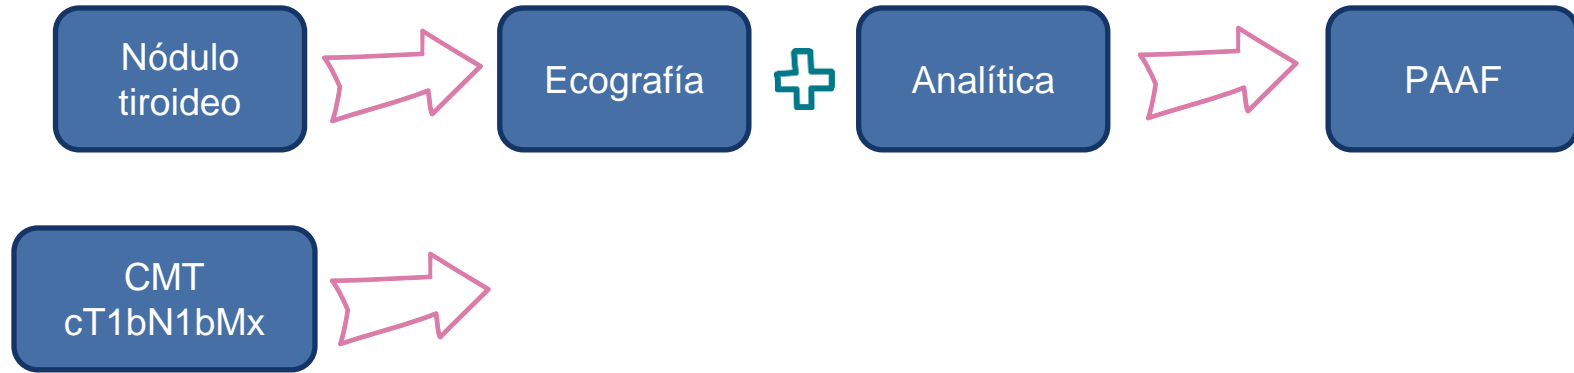 Nódulo
tiroideo
Ecografía
Analítica
PAAF
CMT
cT1bN1bMx